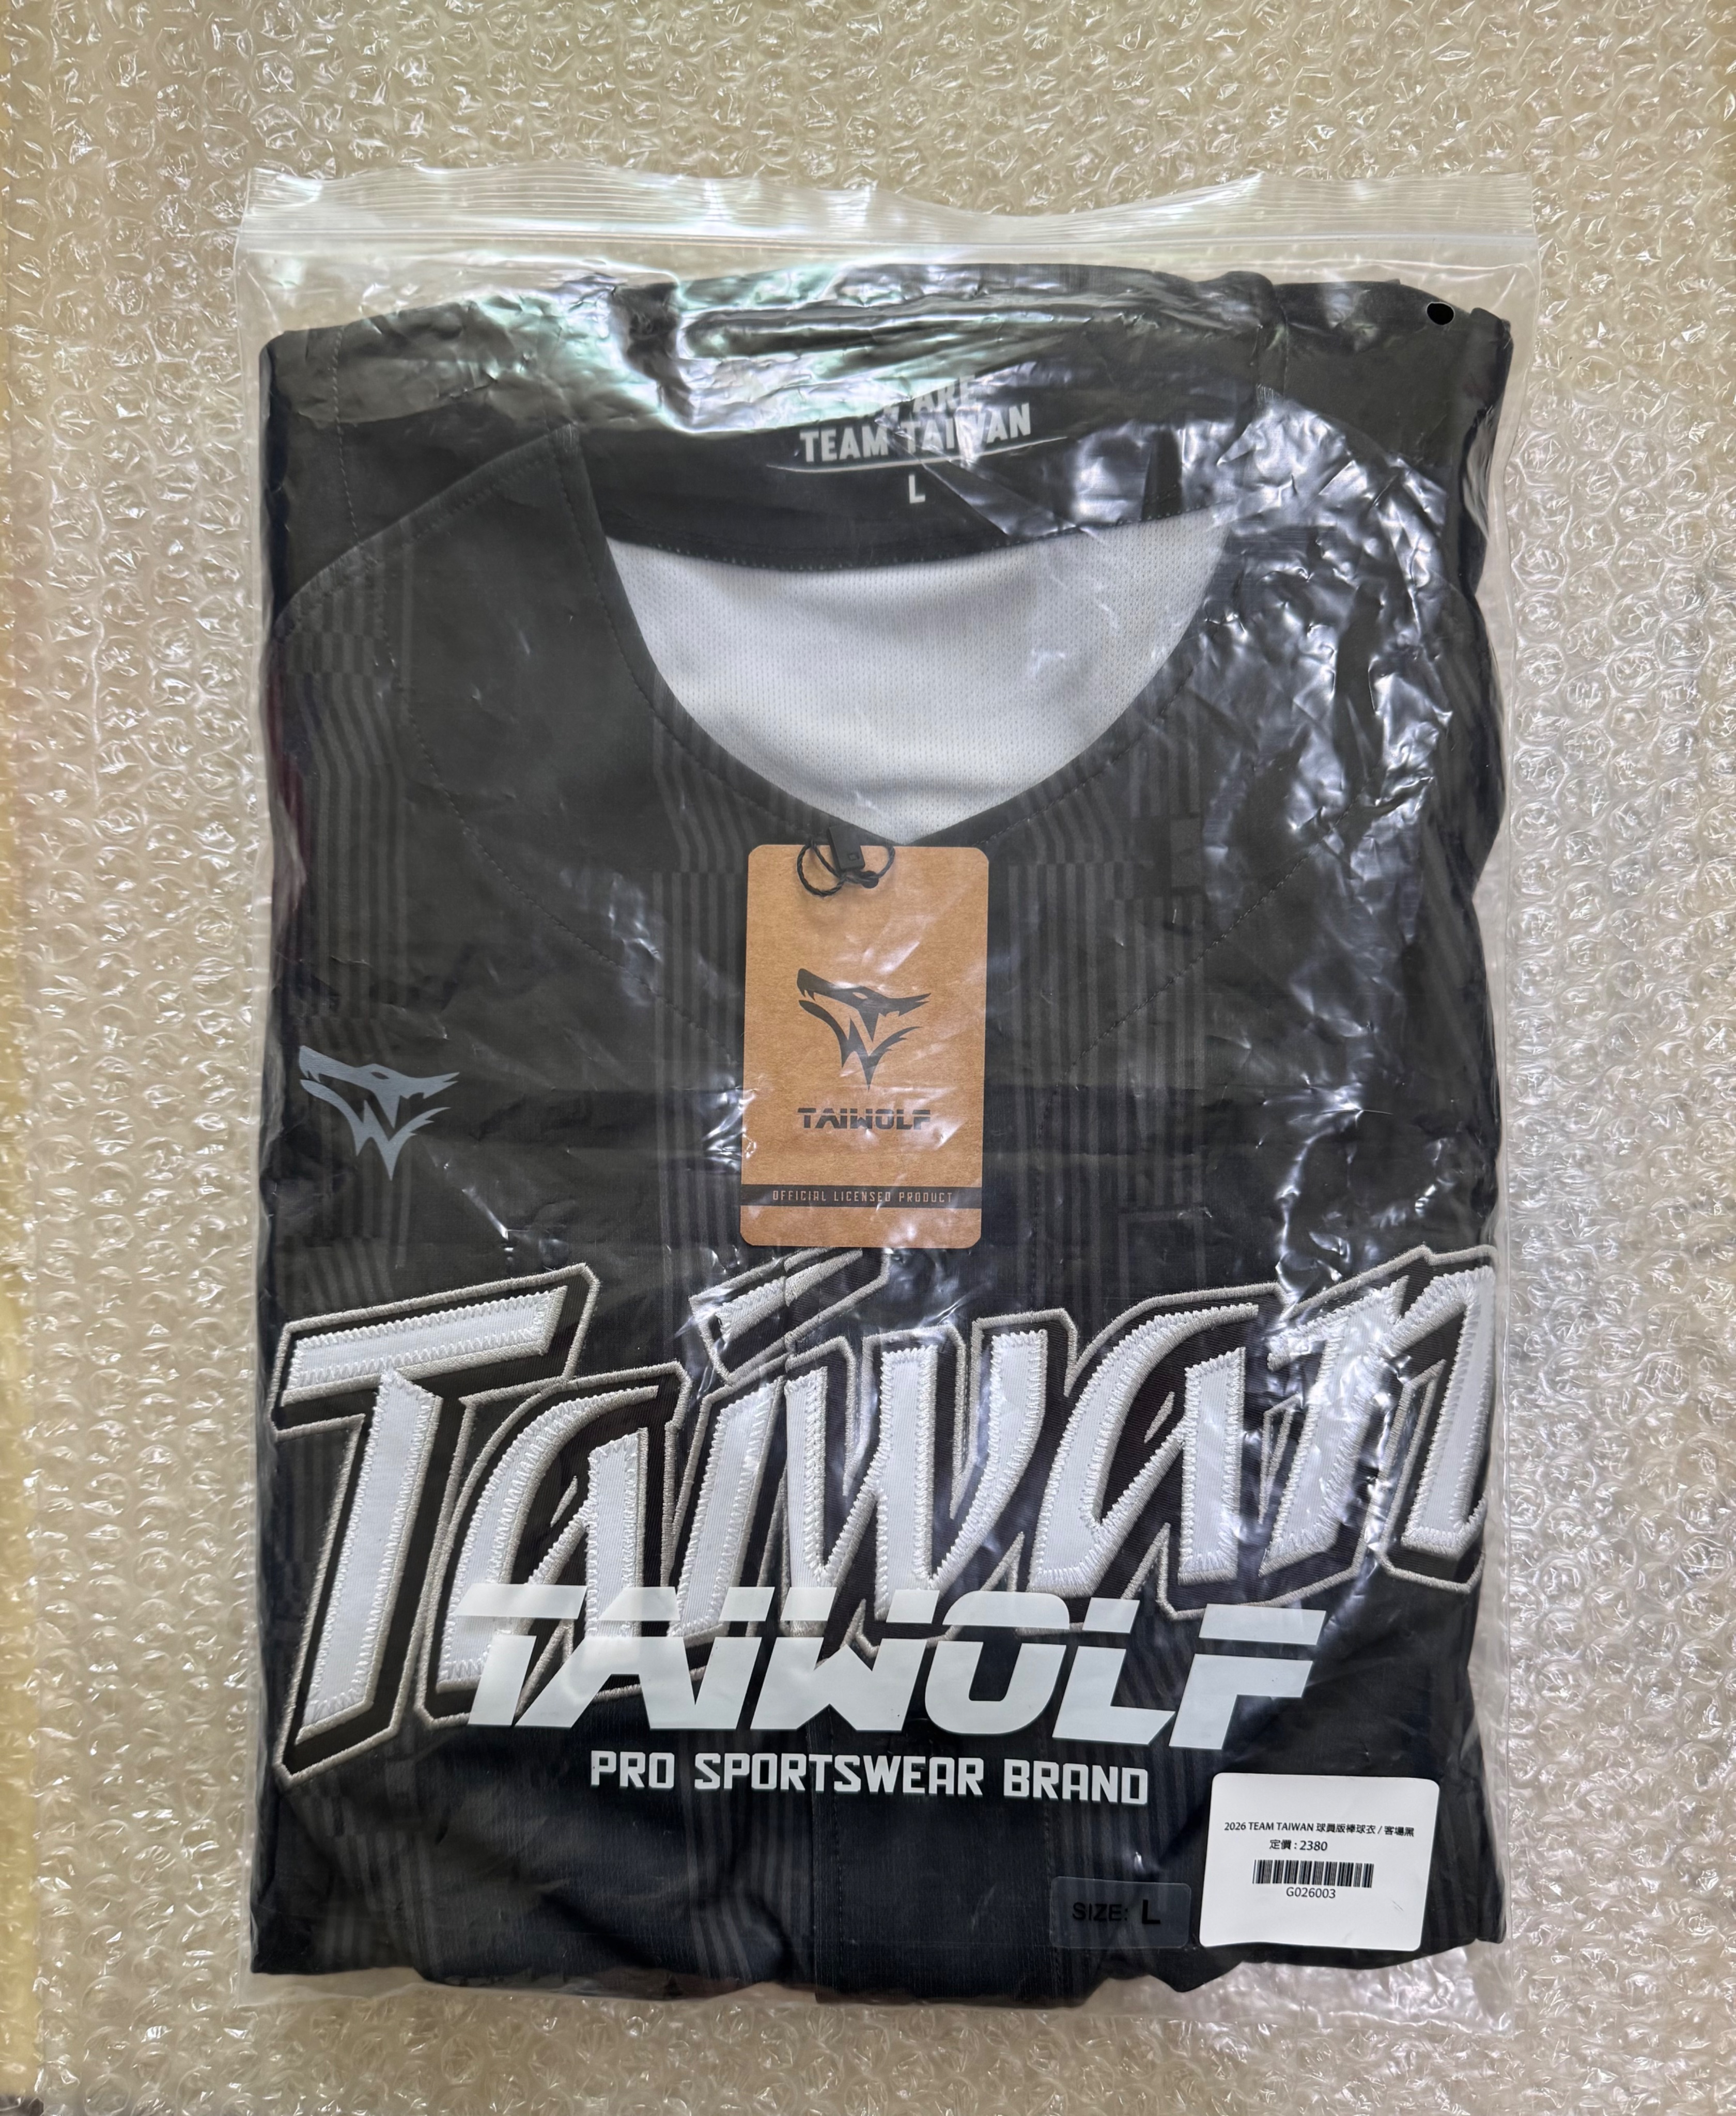 ARE
TEAM TAIWAN
L
TAIWOLF
OFFICIAL LICENSED PRODUCT
Taiwan
TAIWOLF
PRO SPORTSWEAR BRAND
2026 TEAM TAIWAN 球員版棒球衣 / 客場黑
定價 : 2380
G026003
SIZE: L